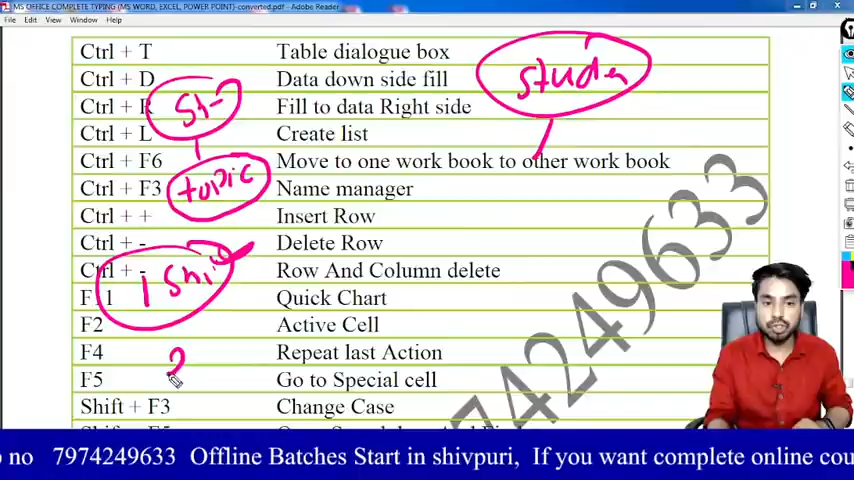 MS OFFICE COMPLETE TYPING (MS WORD, EXCEL, POWER POINT)-converted.pdf - Adobe Reader
File Edit View Window Help
Ctrl + T Table dialogue box
Ctrl + D Data down side fill
Ctrl + R Fill to data Right side
Ctrl + L Create list
Ctrl + F6 Move to one work book to other work book
Ctrl + F3 Name manager
Ctrl + + Insert Row
Ctrl + - Delete Row
Ctrl + - Row And Column delete
F11 Quick Chart
F2 Active Cell
F4 Repeat last Action
F5 Go to Special cell
Shift + F3 Change Case
St-
topic
74249633
o no 7974249633 Offline Batches Start in shivpuri, If you want complete online cou